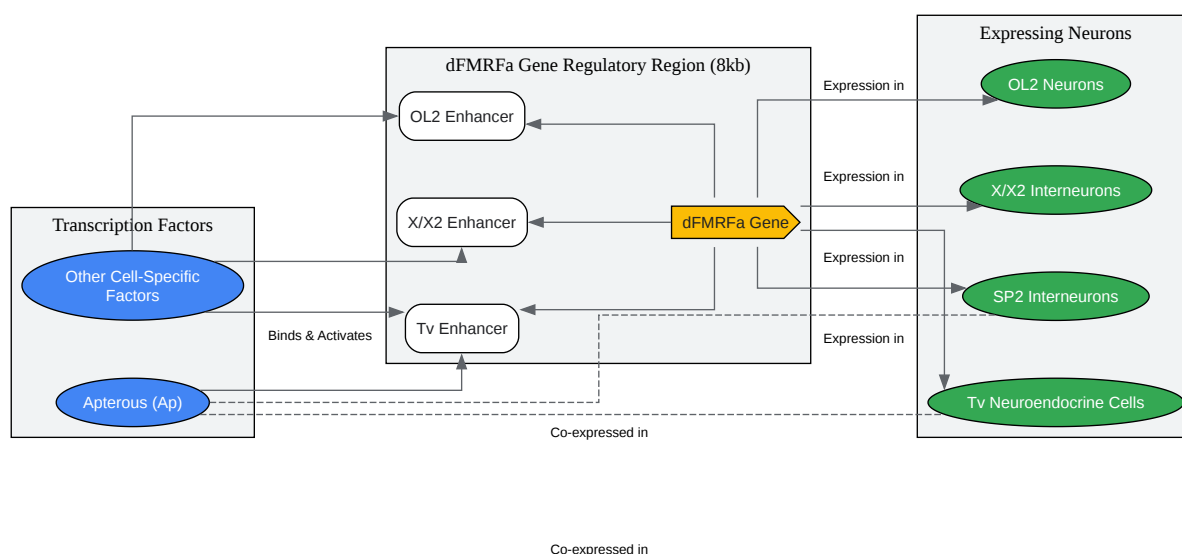 Expressing Neurons
dFMRFa Gene Regulatory Region (8kb)
OL2 Neurons
Expression in
OL2 Enhancer
Expression in
X/X2 Interneurons
Transcription Factors
X/X2 Enhancer
dFMRFa Gene
Expression in
Other Cell-Specific
Factors
SP2 Interneurons
Binds & Activates
Tv Enhancer
Expression in
Apterous (Ap)
Tv Neuroendocrine Cells
Co-expressed in
Co-expressed in